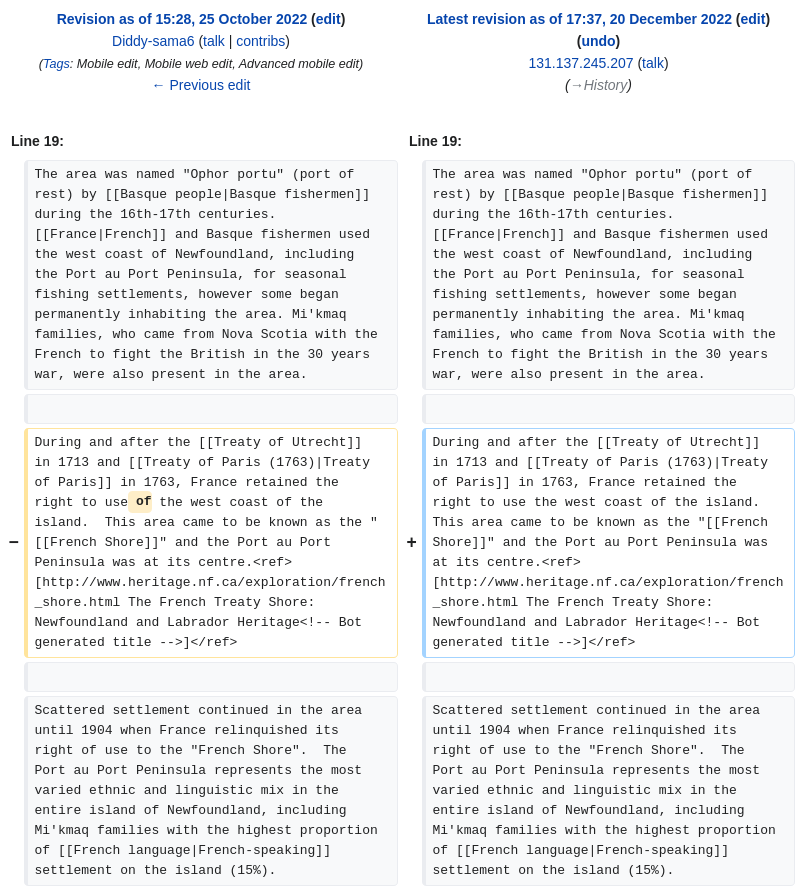 Revision as of 15:28, 25 October 2022 (edit)
Diddy-sama6 (talk | contribs)
(Tags: Mobile edit, Mobile web edit, Advanced mobile edit)
← Previous edit
Latest revision as of 17:37, 20 December 2022 (edit)
(undo)
131.137.245.207 (talk)
(→History)
Line 19:
The area was named "Ophor portu" (port of
rest) by [[Basque people|Basque fishermen]]
during the 16th-17th centuries.
[[France|French]] and Basque fishermen used
the west coast of Newfoundland, including
the Port au Port Peninsula, for seasonal
fishing settlements, however some began
permanently inhabiting the area. Mi'kmaq
families, who came from Nova Scotia with the
French to fight the British in the 30 years
war, were also present in the area.
−
During and after the [[Treaty of Utrecht]]
in 1713 and [[Treaty of Paris (1763)|Treaty
of Paris]] in 1763, France retained the
right to use of the west coast of the
island.  This area came to be known as the "
[[French Shore]]" and the Port au Port
Peninsula was at its centre.<ref>
[http://www.heritage.nf.ca/exploration/french
_shore.html The French Treaty Shore:
Newfoundland and Labrador Heritage<!-- Bot
generated title -->]</ref>
Scattered settlement continued in the area
until 1904 when France relinquished its
right of use to the "French Shore".  The
Port au Port Peninsula represents the most
varied ethnic and linguistic mix in the
entire island of Newfoundland, including
Mi'kmaq families with the highest proportion
of [[French language|French-speaking]]
settlement on the island (15%).
Line 19:
The area was named "Ophor portu" (port of
rest) by [[Basque people|Basque fishermen]]
during the 16th-17th centuries.
[[France|French]] and Basque fishermen used
the west coast of Newfoundland, including
the Port au Port Peninsula, for seasonal
fishing settlements, however some began
permanently inhabiting the area. Mi'kmaq
families, who came from Nova Scotia with the
French to fight the British in the 30 years
war, were also present in the area.
+
During and after the [[Treaty of Utrecht]]
in 1713 and [[Treaty of Paris (1763)|Treaty
of Paris]] in 1763, France retained the
right to use the west coast of the island.
This area came to be known as the "[[French
Shore]]" and the Port au Port Peninsula was
at its centre.<ref>
[http://www.heritage.nf.ca/exploration/french
_shore.html The French Treaty Shore:
Newfoundland and Labrador Heritage<!-- Bot
generated title -->]</ref>
Scattered settlement continued in the area
until 1904 when France relinquished its
right of use to the "French Shore".  The
Port au Port Peninsula represents the most
varied ethnic and linguistic mix in the
entire island of Newfoundland, including
Mi'kmaq families with the highest proportion
of [[French language|French-speaking]]
settlement on the island (15%).